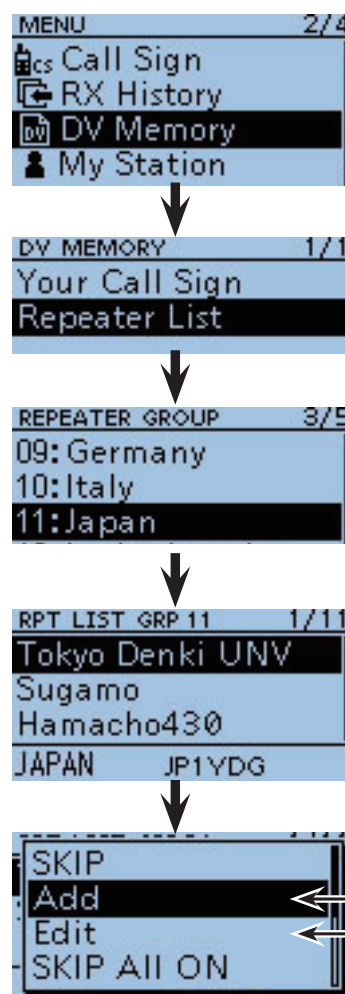 MENU 2/4
cs Call Sign
RX History
DV DV Memory
My Station
DV MEMORY 1/1
Your Call Sign
Repeater List
REPEATER GROUP 3/5
09: Germany
10: Italy
11: Japan
RPT LIST GRP 11 1/11
Tokyo Denki UNV
Sugamo
Hamacho430
JAPAN JP1YDG
SKIP
Add
Edit
SKIP All ON